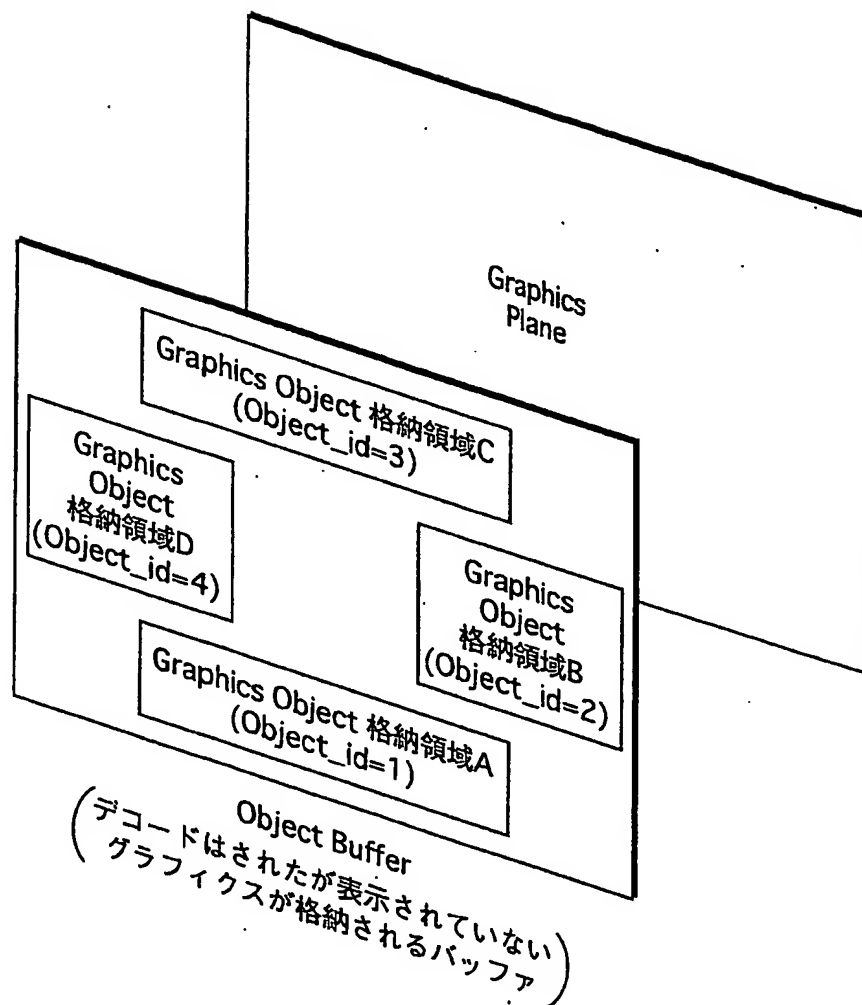 Graphics
Plane
Graphics Object 格納領域C
(Object_id=3)
Graphics
Object
格納領域D
(Object_id=4)
Graphics
Object
格納領域B
(Object_id=2)
Graphics Object 格納領域A
(Object_id=1)
Object Buffer
(デコードはされたが表示されていない
グラフィクスが格納されるバッファ)